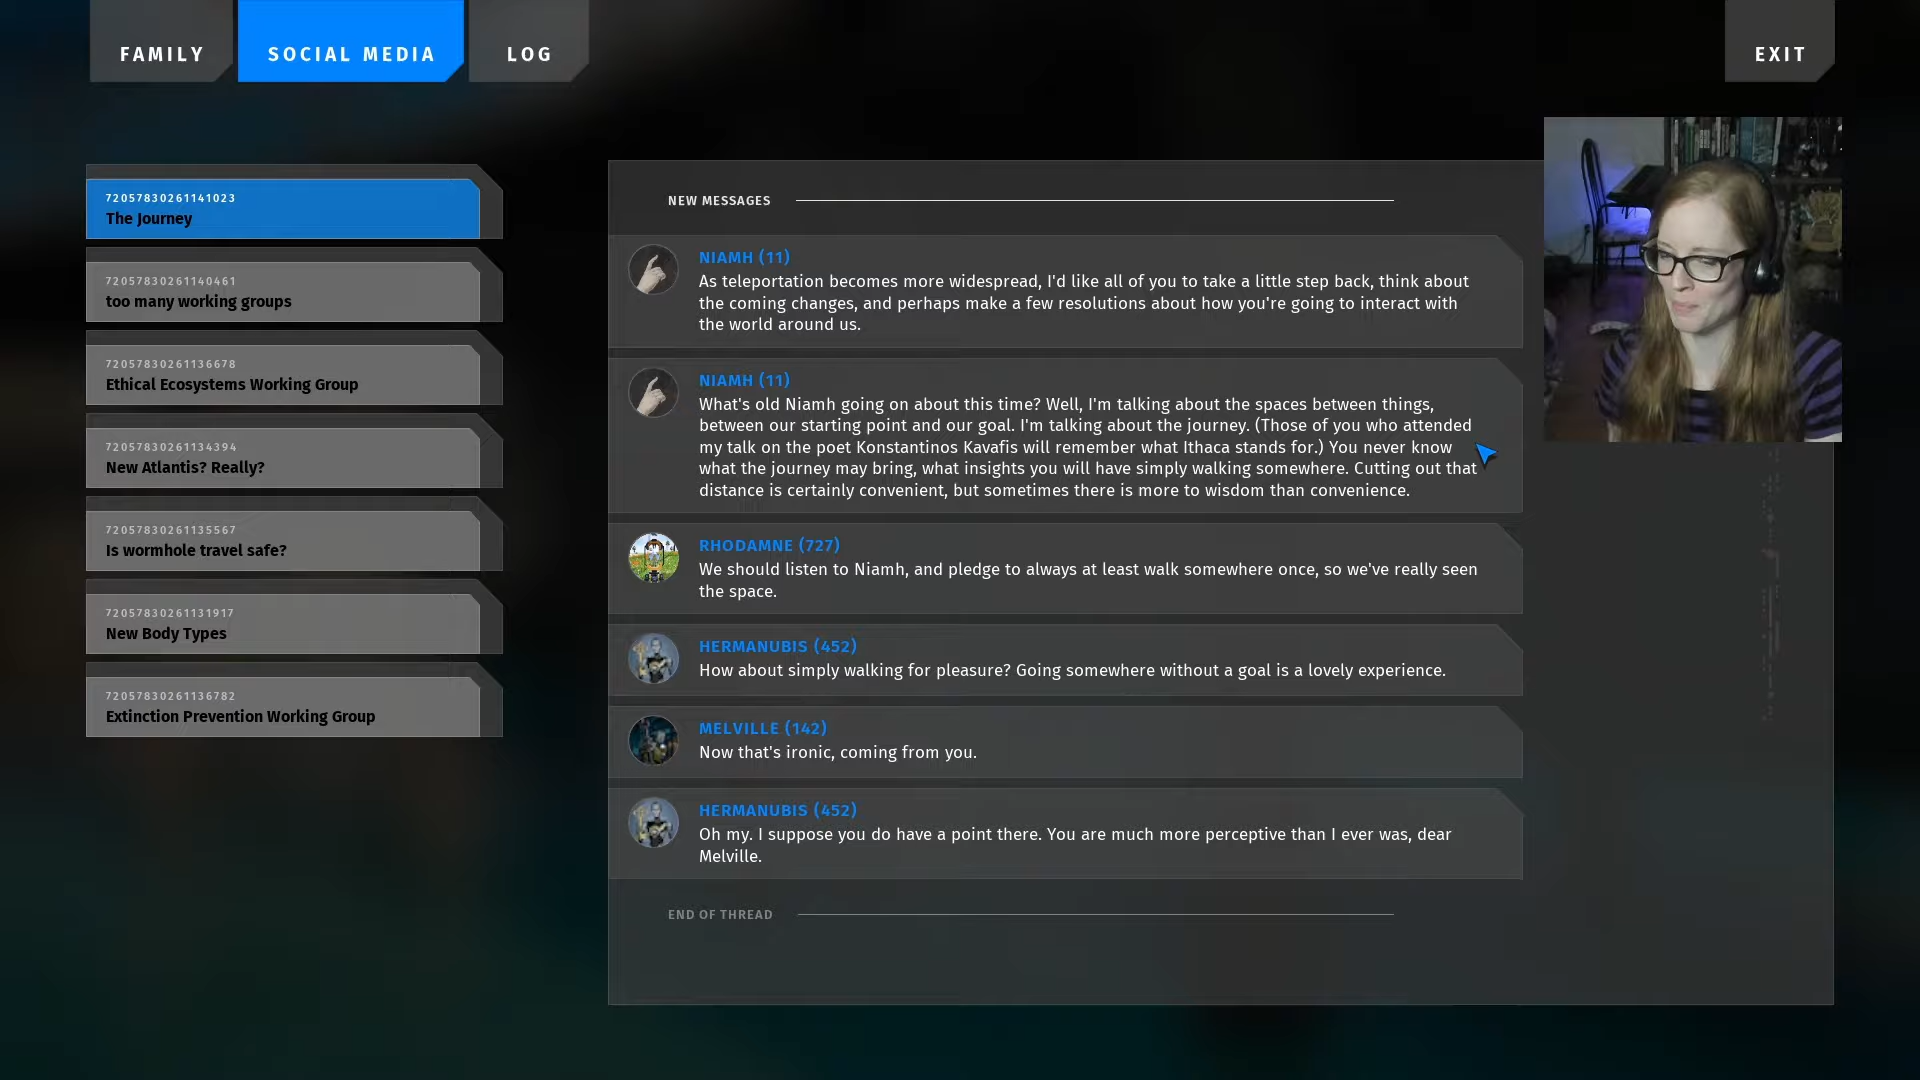 FAMILY
SOCIAL MEDIA
LOG
EXIT
72057830261141023
The Journey
72057830261140461
too many working groups
72057830261136678
Ethical Ecosystems Working Group
72057830261134394
New Atlantis? Really?
72057830261135567
Is wormhole travel safe?
72057830261131917
New Body Types
72057830261136782
Extinction Prevention Working Group
NEW MESSAGES
NIAMH (11)
As teleportation becomes more widespread, I'd like all of you to take a little step back, think about
the coming changes, and perhaps make a few resolutions about how you're going to interact with
the world around us.
NIAMH (11)
What's old Niamh going on about this time? Well, I'm talking about the spaces between things,
between our starting point and our goal. I'm talking about the journey. (Those of you who attended
my talk on the poet Konstantinos Kavafis will remember what Ithaca stands for.) You never know
what the journey may bring, what insights you will have simply walking somewhere. Cutting out that
distance is certainly convenient, but sometimes there is more to wisdom than convenience.
RHODAMNE (727)
We should listen to Niamh, and pledge to always at least walk somewhere once, so we've really seen
the space.
HERMANUBIS (452)
How about simply walking for pleasure? Going somewhere without a goal is a lovely experience.
MELVILLE (142)
Now that's ironic, coming from you.
HERMANUBIS (452)
Oh my. I suppose you do have a point there. You are much more perceptive than I ever was, dear
Melville.
END OF THREAD